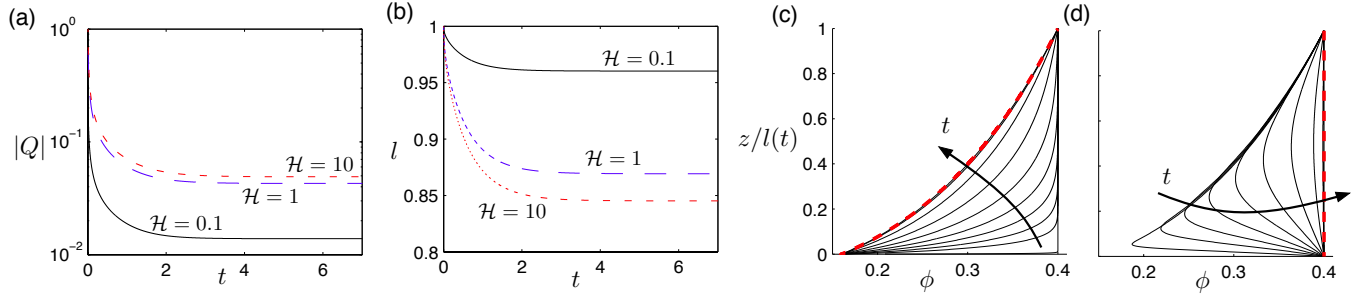 (a)
10⁰
10⁻¹
10⁻²
|Q|
ℋ = 10
ℋ = 1
ℋ = 0.1
0 2 4 6
t
(b)
1
0.95
0.9
0.85
0.8
l
ℋ = 0.1
ℋ = 1
ℋ = 10
0 2 4 6
t
(c)
1
0.8
0.6
0.4
0.2
0
z/l(t)
t
0.2 0.3 0.4
ϕ
(d)
t
0.2 0.3 0.4
ϕ